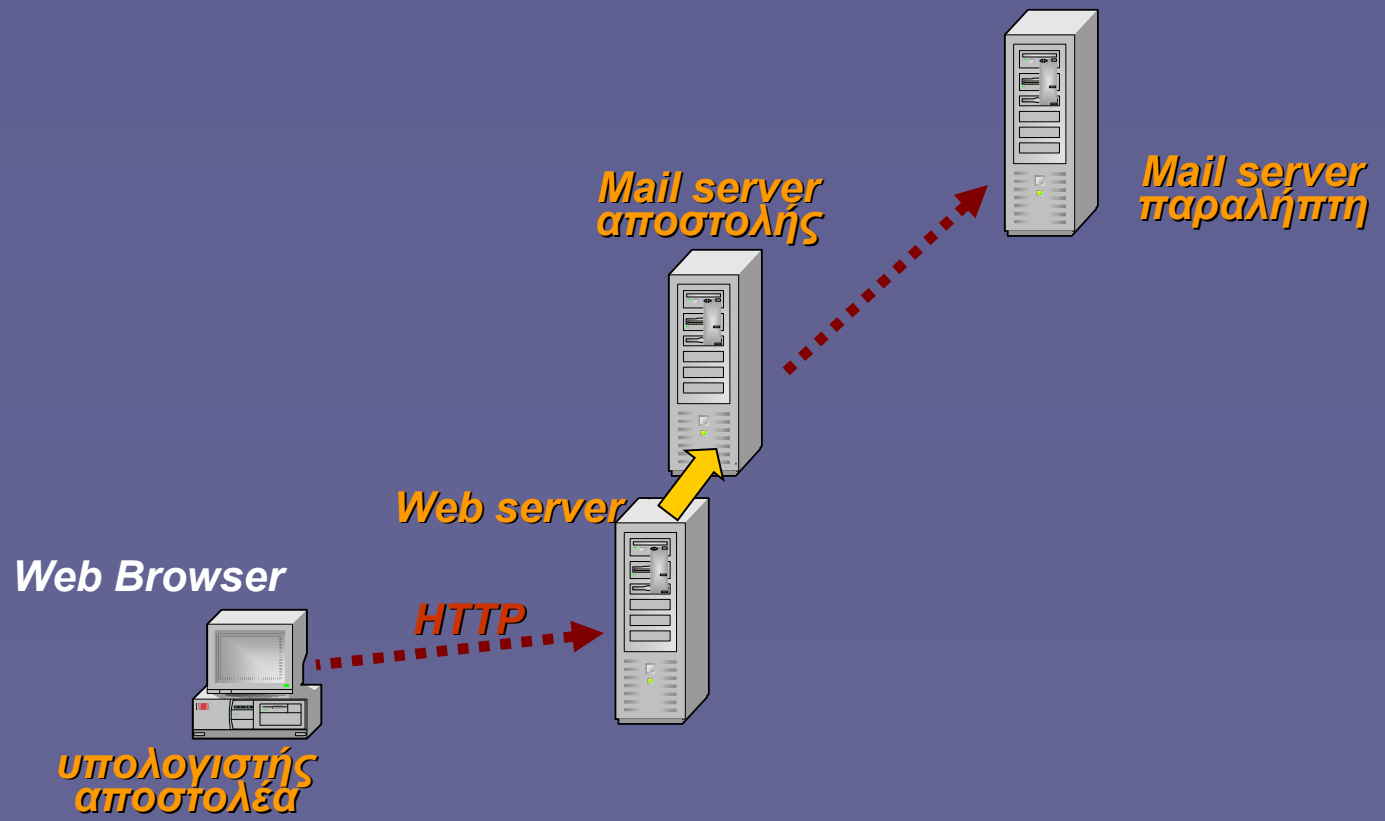 Mail server
παραλήπτη
Mail server
αποστολής
Web server
Web Browser
HTTP
υπολογιστής
αποστολέα